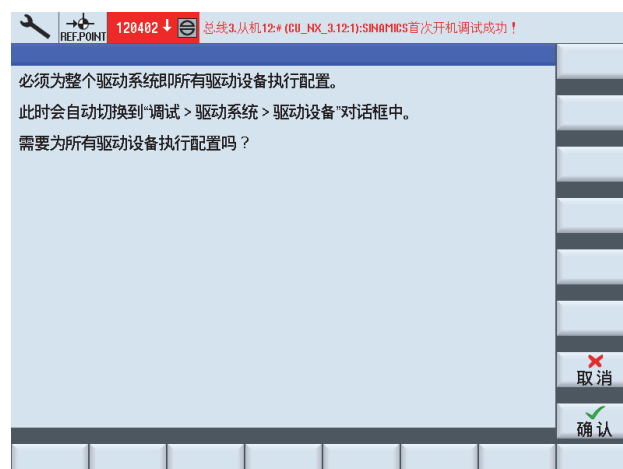 REF.POINT 120402 总线3.从机12:# (CU_NX_3.12:1):SINAMICS首次开机调试成功！
必须为整个驱动系统即所有驱动设备执行配置。
此时会自动切换到“调试 > 驱动系统 > 驱动设备”对话框中。
需要为所有驱动设备执行配置吗？
取消
确认